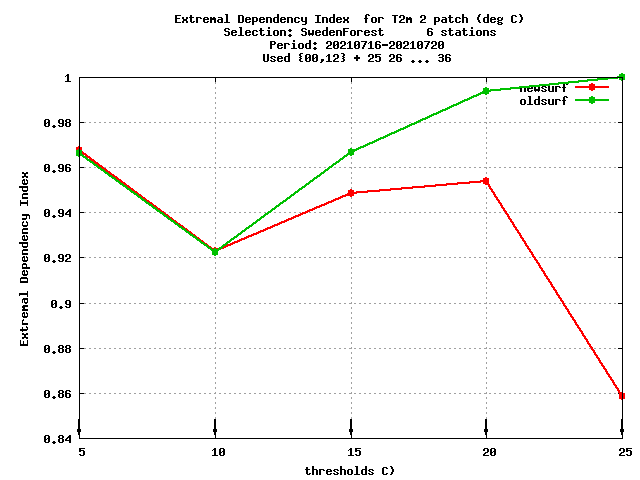 Extremal Dependency Index  for T2m 2 patch (deg C)
Selection: SwedenForest      6 stations
Period: 20210716-20210720
Used {00,12} + 25 26 ... 36
newsurf
oldsurf
1
0.98
0.96
0.94
0.92
0.9
0.88
0.86
0.84
Extremal Dependency Index
5
10
15
20
25
thresholds C)